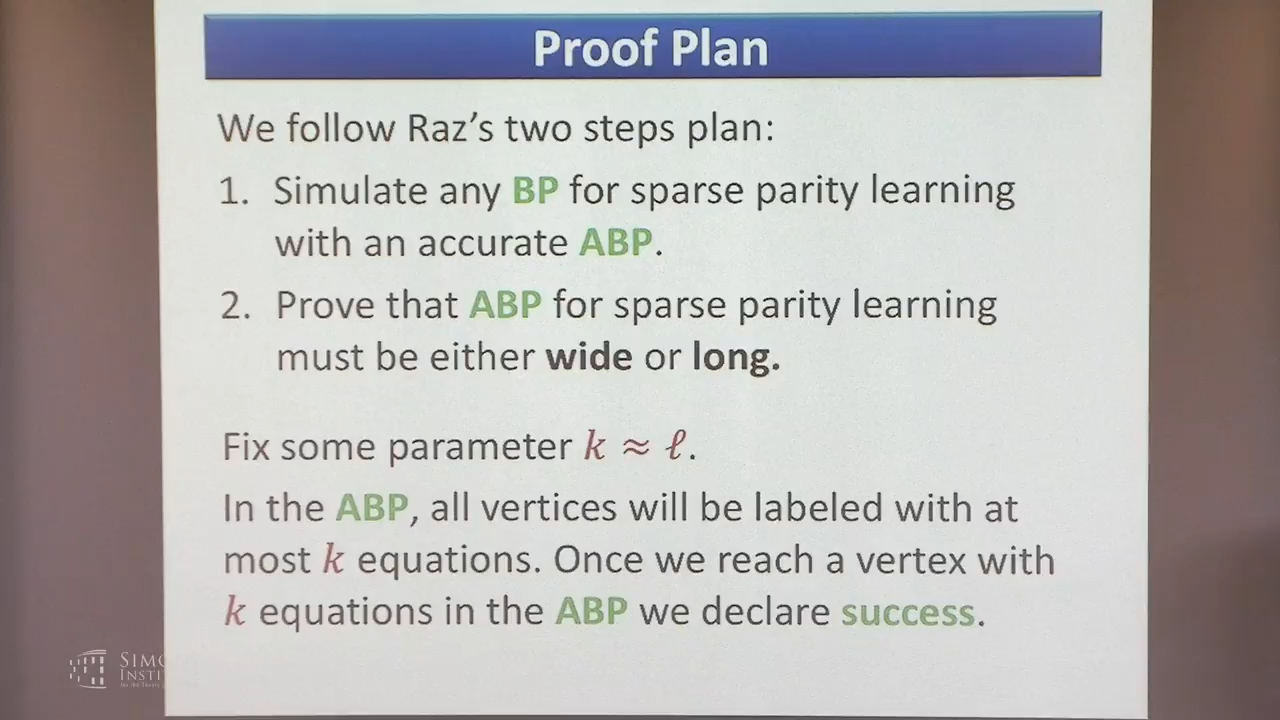 Proof Plan
We follow Raz's two steps plan:
1. Simulate any BP for sparse parity learning
with an accurate ABP.
2. Prove that ABP for sparse parity learning
must be either wide or long.
Fix some parameter k ≈ ℓ.
In the ABP, all vertices will be labeled with at
most k equations. Once we reach a vertex with
k equations in the ABP we declare success.